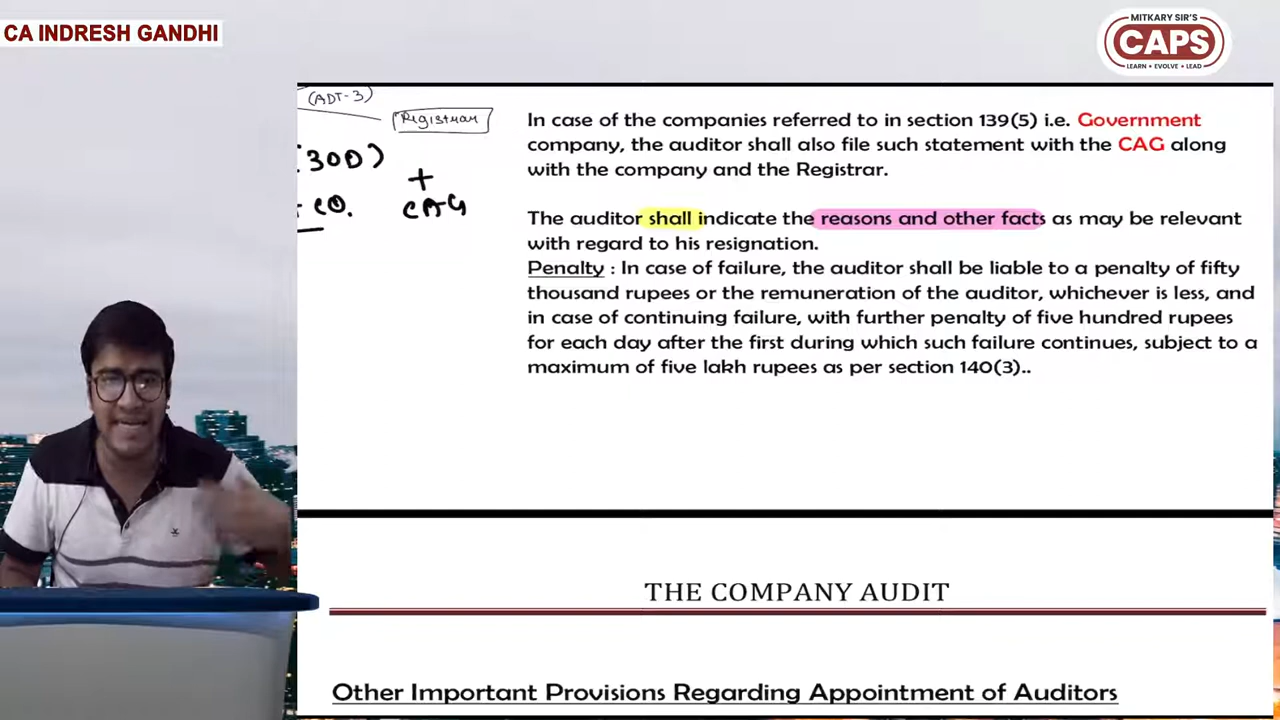 CA INDRESH GANDHI
MITKARY SIR'S
CAPS
LEARN • EVOLVE • LEAD
(ADT-3)
Registrar
(30D)
+
+ CO.
CAG
In case of the companies referred to in section 139(5) i.e. Government
company, the auditor shall also file such statement with the CAG along
with the company and the Registrar.
The auditor shall indicate the reasons and other facts as may be relevant
with regard to his resignation.
Penalty : In case of failure, the auditor shall be liable to a penalty of fifty
thousand rupees or the remuneration of the auditor, whichever is less, and
in case of continuing failure, with further penalty of five hundred rupees
for each day after the first during which such failure continues, subject to a
maximum of five lakh rupees as per section 140(3)..
THE COMPANY AUDIT
Other Important Provisions Regarding Appointment of Auditors